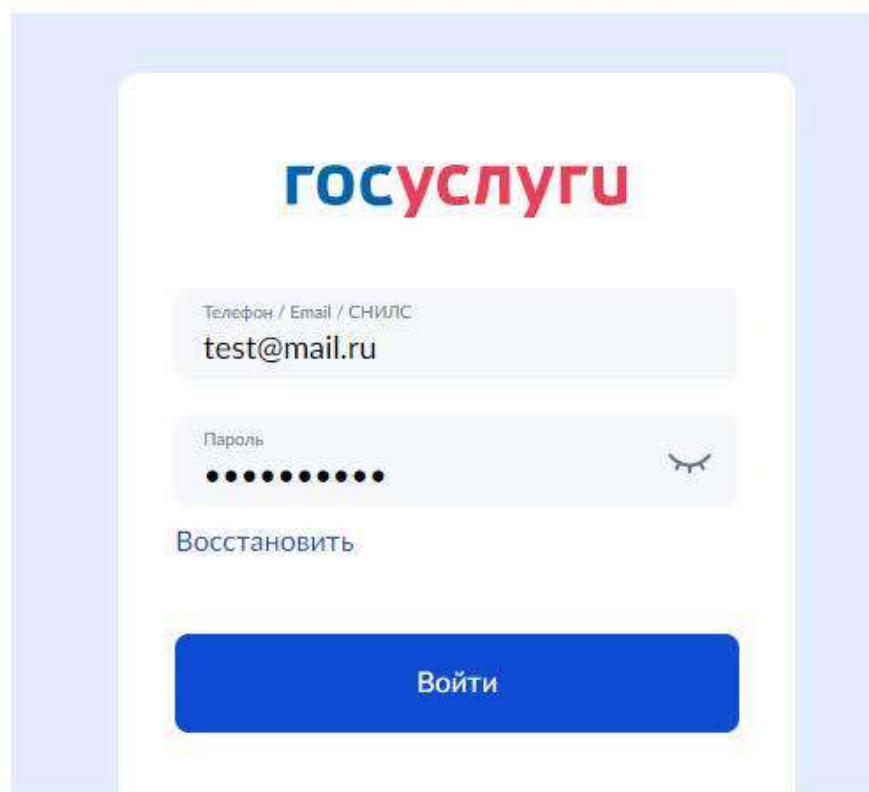 госуслуги
Телефон / Email / СНИЛС
test@mail.ru
Пароль
••••••••••
Восстановить
Войти